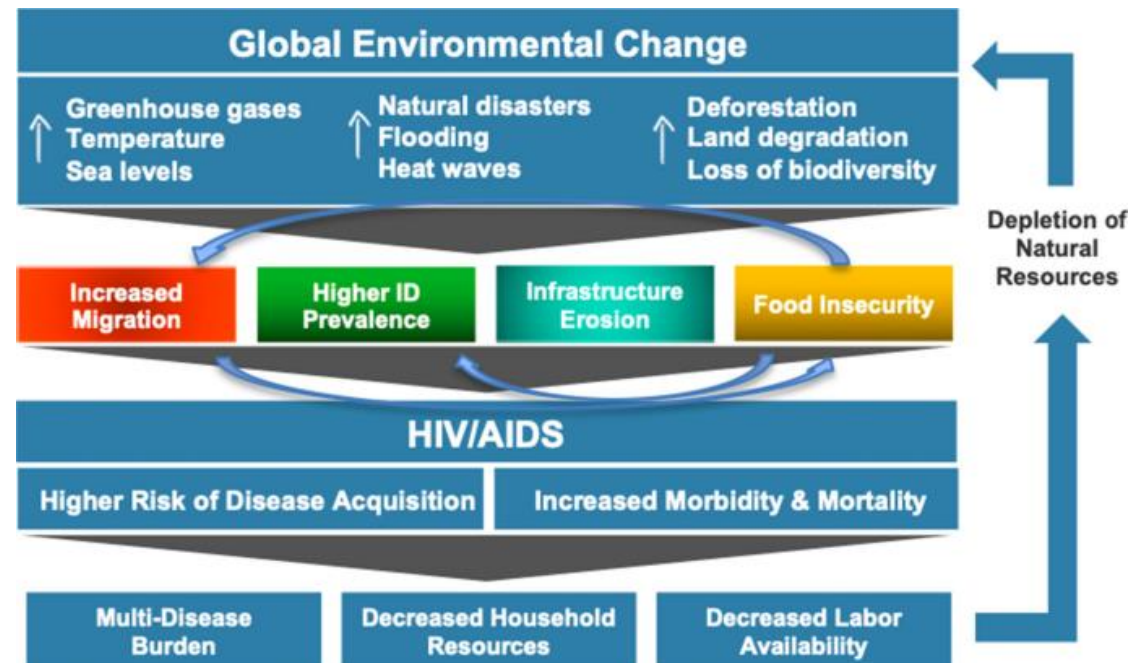 Global Environmental Change
Greenhouse gases
Temperature
Sea levels
Natural disasters
Flooding
Heat waves
Deforestation
Land degradation
Loss of biodiversity
Depletion of
Natural
Resources
Increased
Migration
Higher ID
Prevalence
Infrastructure
Erosion
Food Insecurity
HIV/AIDS
Higher Risk of Disease Acquisition
Increased Morbidity & Mortality
Multi-Disease
Burden
Decreased Household
Resources
Decreased Labor
Availability